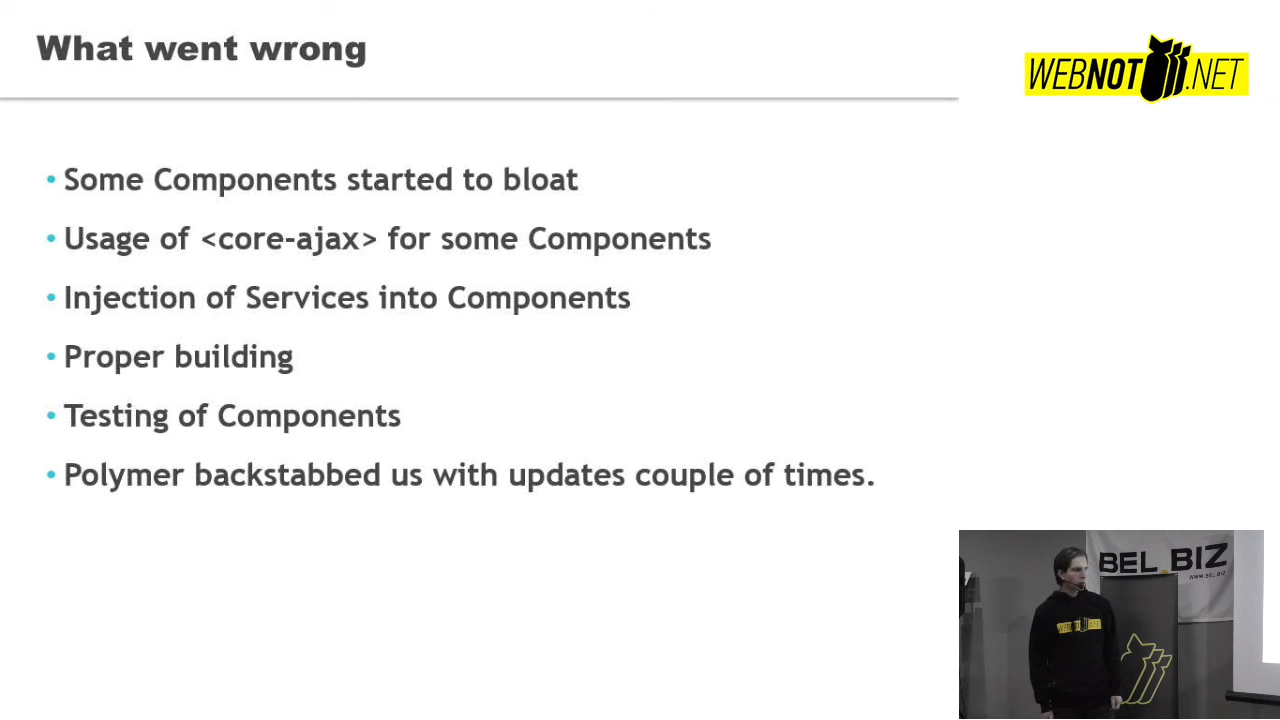 What went wrong
WEBNOT.NET
• Some Components started to bloat
• Usage of <core-ajax> for some Components
• Injection of Services into Components
• Proper building
• Testing of Components
• Polymer backstabbed us with updates couple of times.
BEL.BIZ
WWW.BEL.BIZ